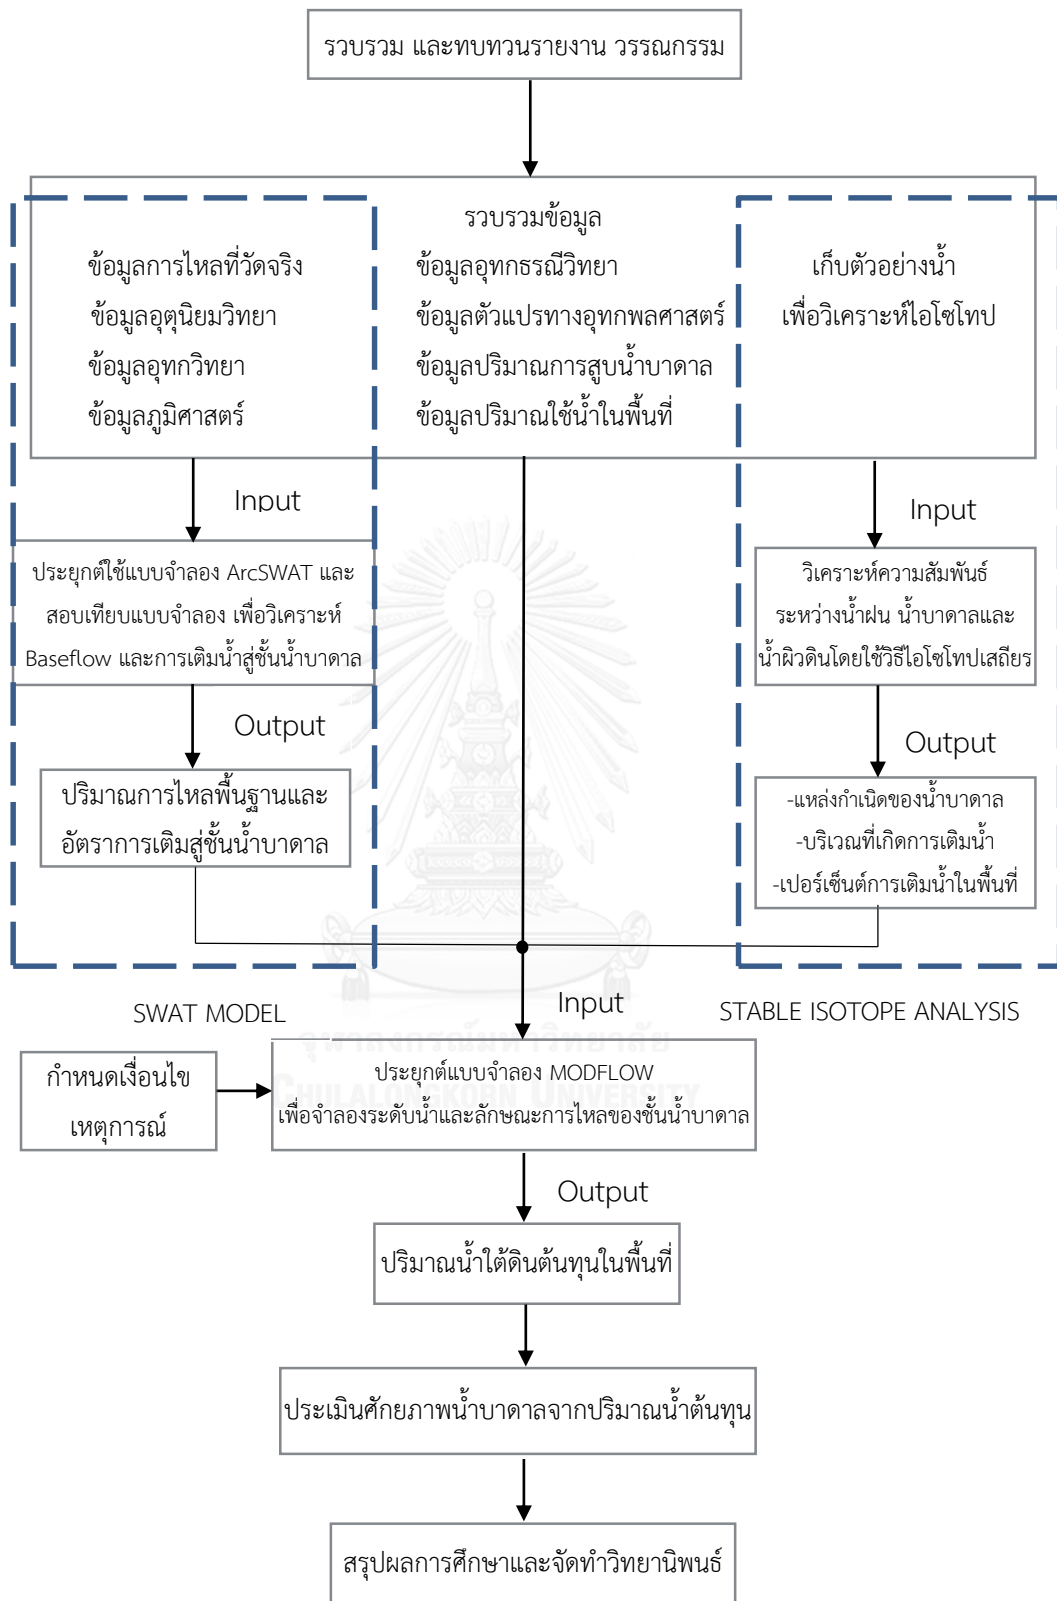 รวบรวม และทบทวนรายงาน วรรณกรรม
รวบรวมข้อมูล
ข้อมูลการไหลที่วัดจริง
ข้อมูลอุตุนิยมวิทยา
ข้อมูลอุทกวิทยา
ข้อมูลภูมิศาสตร์
ข้อมูลอุทกธรณีวิทยา
ข้อมูลตัวแปรทางอุทกพลศาสตร์
ข้อมูลปริมาณการสูบน้ำบาดาล
ข้อมูลปริมาณใช้น้ำในพื้นที่
เก็บตัวอย่างน้ำ
เพื่อวิเคราะห์ไอโซโทป
Input
ประยุกต์ใช้แบบจำลอง ArcSWAT และ
สอบเทียบแบบจำลอง เพื่อวิเคราะห์
Baseflow และการเติมน้ำสู่ชั้นน้ำบาดาล
Output
ปริมาณการไหลพื้นฐานและ
อัตราการเติมสู่ชั้นน้ำบาดาล
Input
วิเคราะห์ความสัมพันธ์
ระหว่างน้ำฝน น้ำบาดาลและ
น้ำผิวดินโดยใช้วิธีไอโซโทปเสถียร
Output
-แหล่งกำเนิดของน้ำบาดาล
-บริเวณที่เกิดการเติมน้ำ
-เปอร์เซ็นต์การเติมน้ำในพื้นที่
SWAT MODEL
Input
STABLE ISOTOPE ANALYSIS
จุฬาลงกรณ์มหาวิทยาลัย
CHULALONGKORN UNIVERSITY
กำหนดเงื่อนไข
เหตุการณ์
ประยุกต์แบบจำลอง MODFLOW
เพื่อจำลองระดับน้ำและลักษณะการไหลของชั้นน้ำบาดาล
Output
ปริมาณน้ำใต้ดินต้นทุนในพื้นที่
ประเมินศักยภาพน้ำบาดาลจากปริมาณน้ำต้นทุน
สรุปผลการศึกษาและจัดทำวิทยานิพนธ์